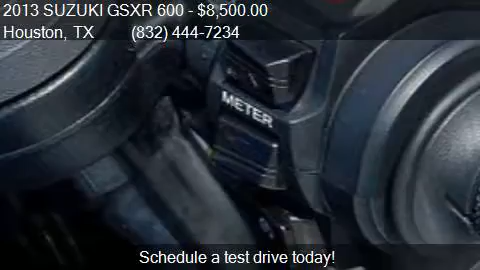 2013 SUZUKI GSXR 600 - $8,500.00
Houston, TX (832) 444-7234
METER
Schedule a test drive today!